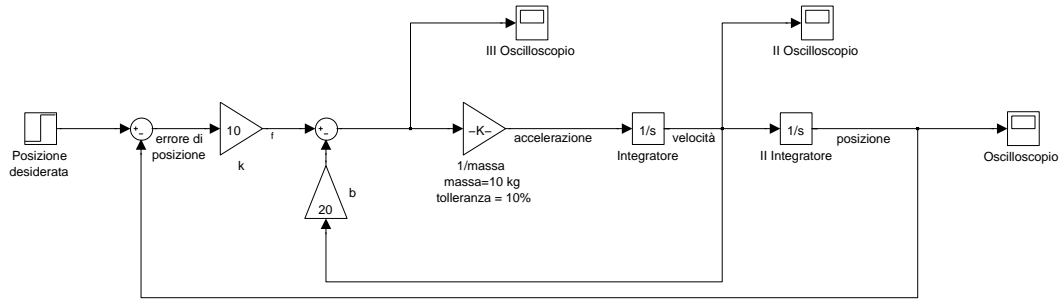 III Oscilloscopio
II Oscilloscopio
Posizione
desiderata
+
−
errore di
posizione
10
k
f
+
−
20
b
−K−
1/massa
massa=10 kg
tolleranza = 10%
accelerazione
1/s
Integratore
velocità
1/s
II Integratore
posizione
Oscilloscopio